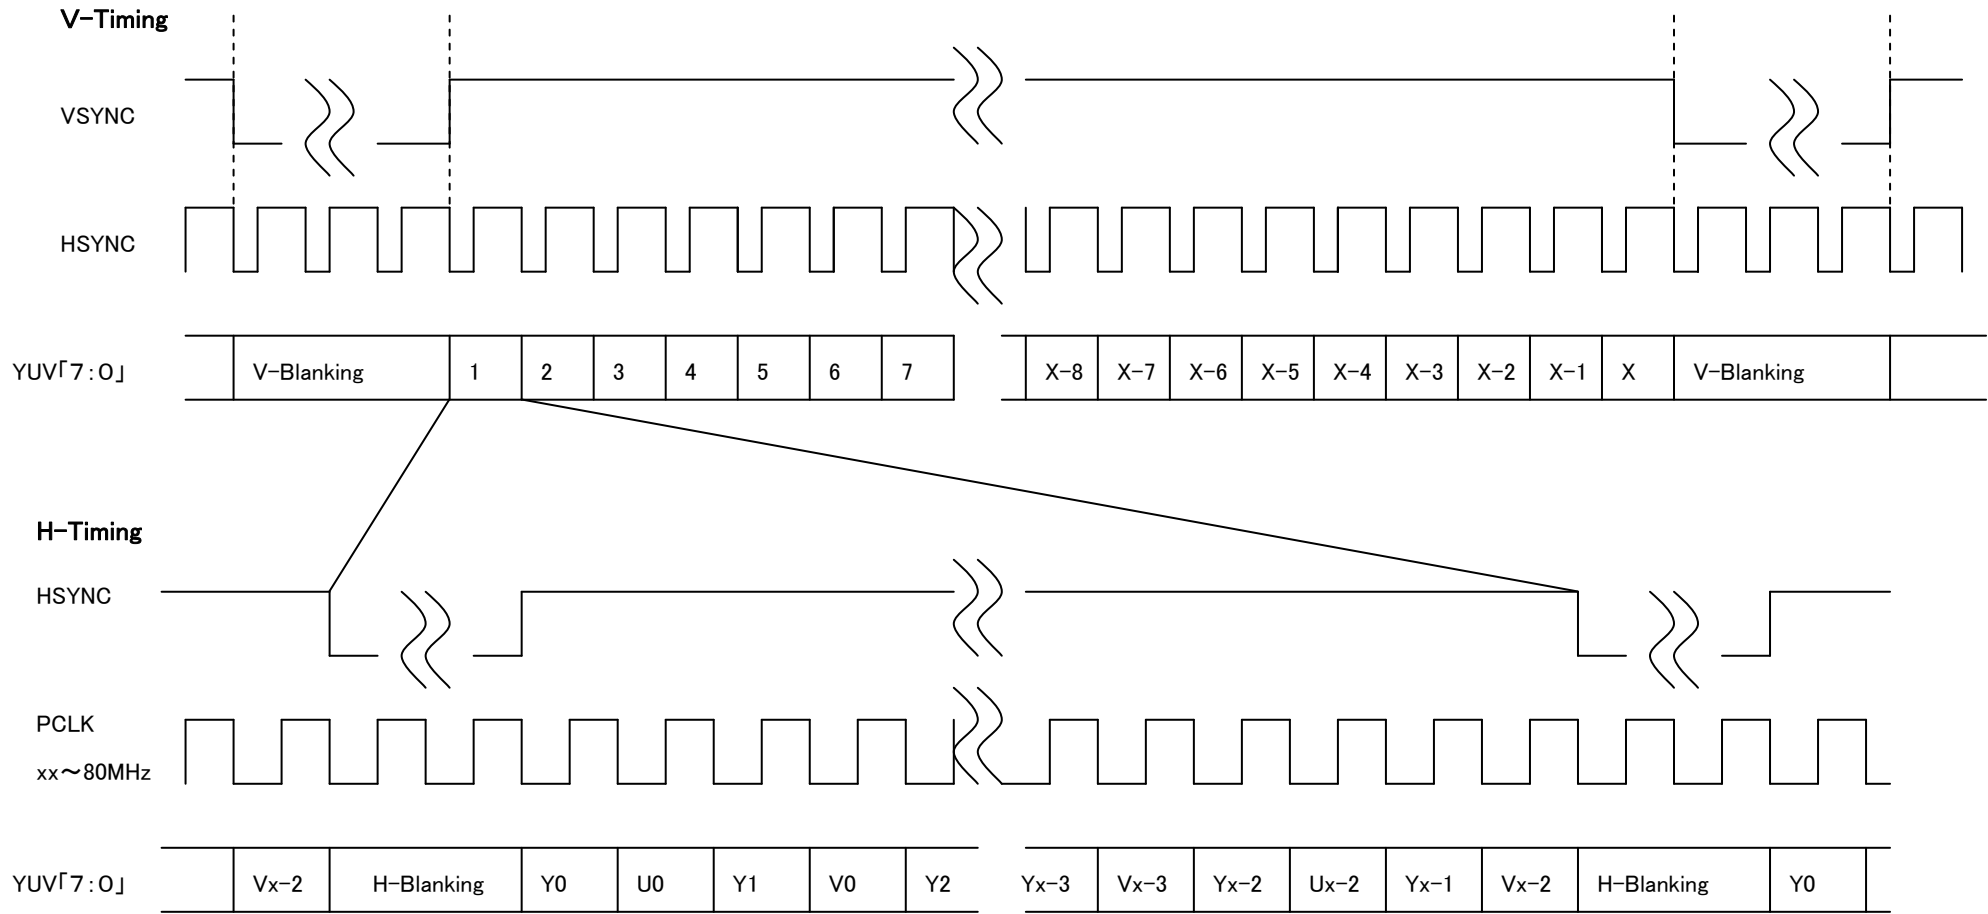 V-Timing
VSYNC
HSYNC
YUV「7:0」 V-Blanking 1 2 3 4 5 6 7 X-8 X-7 X-6 X-5 X-4 X-3 X-2 X-1 X V-Blanking
H-Timing
HSYNC
PCLK
xx～80MHz
YUV「7:0」 Vx-2 H-Blanking Y0 U0 Y1 V0 Y2 Yx-3 Vx-3 Yx-2 Ux-2 Yx-1 Vx-2 H-Blanking Y0